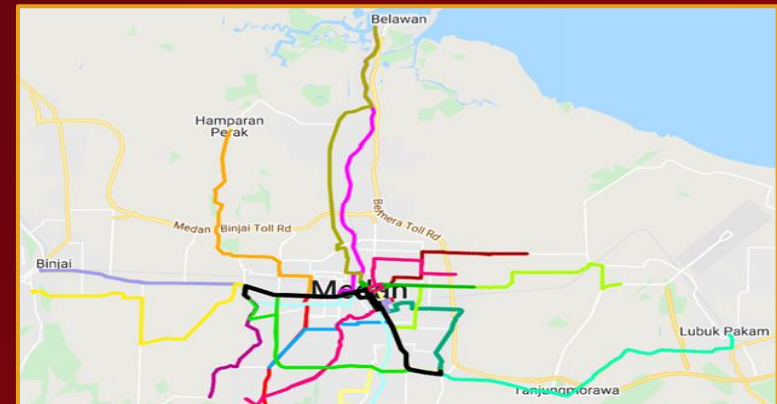 Belawan
Hamparan
Perak
Medan Binjai Toll Rd
Belmera Toll Rd
Binjai
Medan
Lubuk Pakam
Tanjungmorawa